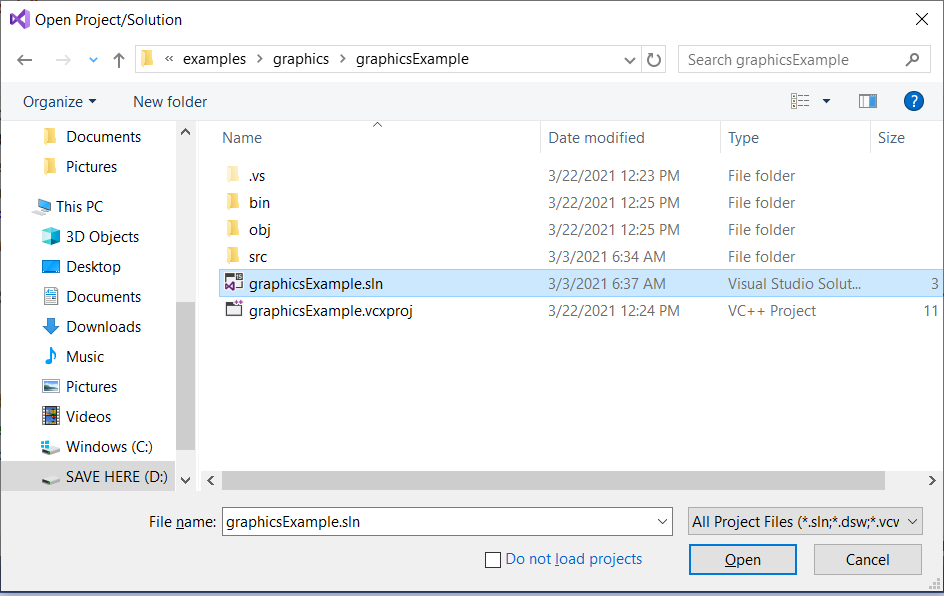 Open Project/Solution
« examples > graphics > graphicsExample
Search graphicsExample
Organize New folder
?
Name Date modified Type Size
Documents
Pictures
This PC
3D Objects
Desktop
Documents
Downloads
Music
Pictures
Videos
Windows (C:)
SAVE HERE (D:)
.vs 3/22/2021 12:23 PM File folder
bin 3/22/2021 12:25 PM File folder
obj 3/22/2021 12:25 PM File folder
src 3/3/2021 6:34 AM File folder
graphicsExample.sln 3/3/2021 6:37 AM Visual Studio Solut... 3
graphicsExample.vcxproj 3/22/2021 12:24 PM VC++ Project 11
File name: graphicsExample.sln All Project Files (*.sln;*.dsw;*.vcw
Do not load projects Open Cancel